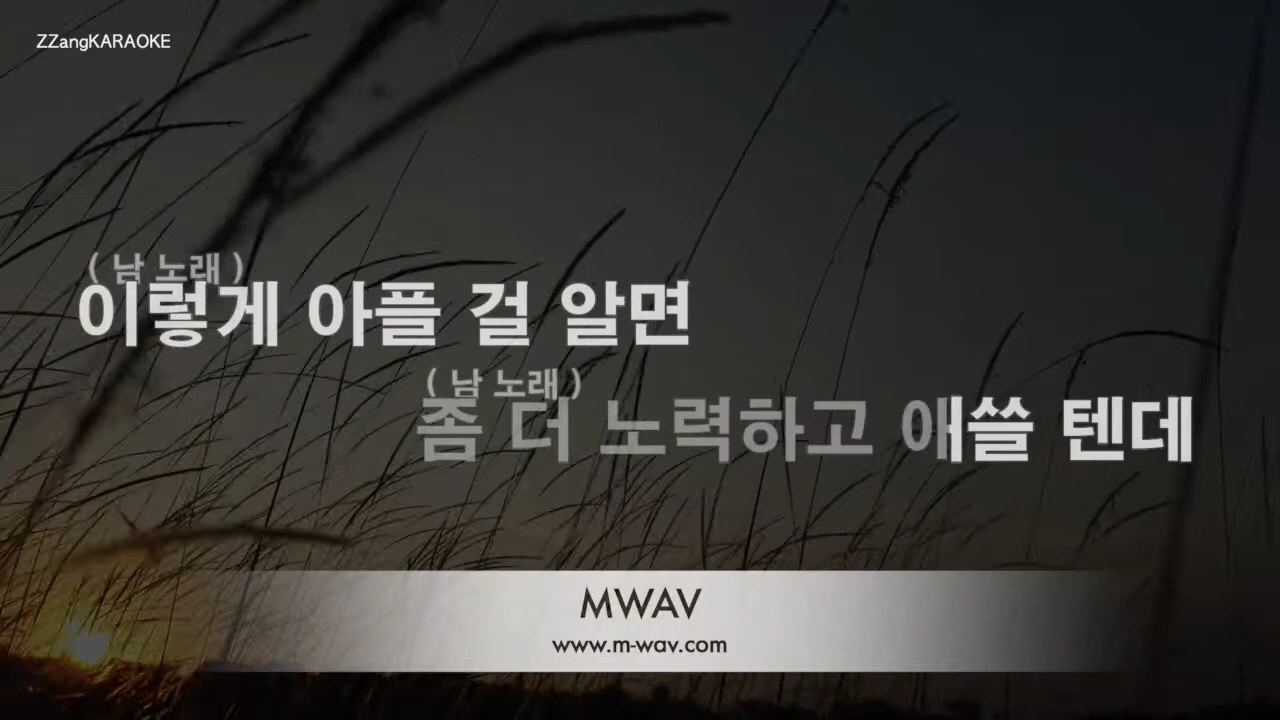 ZZangKARAOKE
( 남 노래 )
이렇게 아플 걸 알면
( 남 노래 )
좀 더 노력하고 애쓸 텐데
MWAV
www.m-wav.com